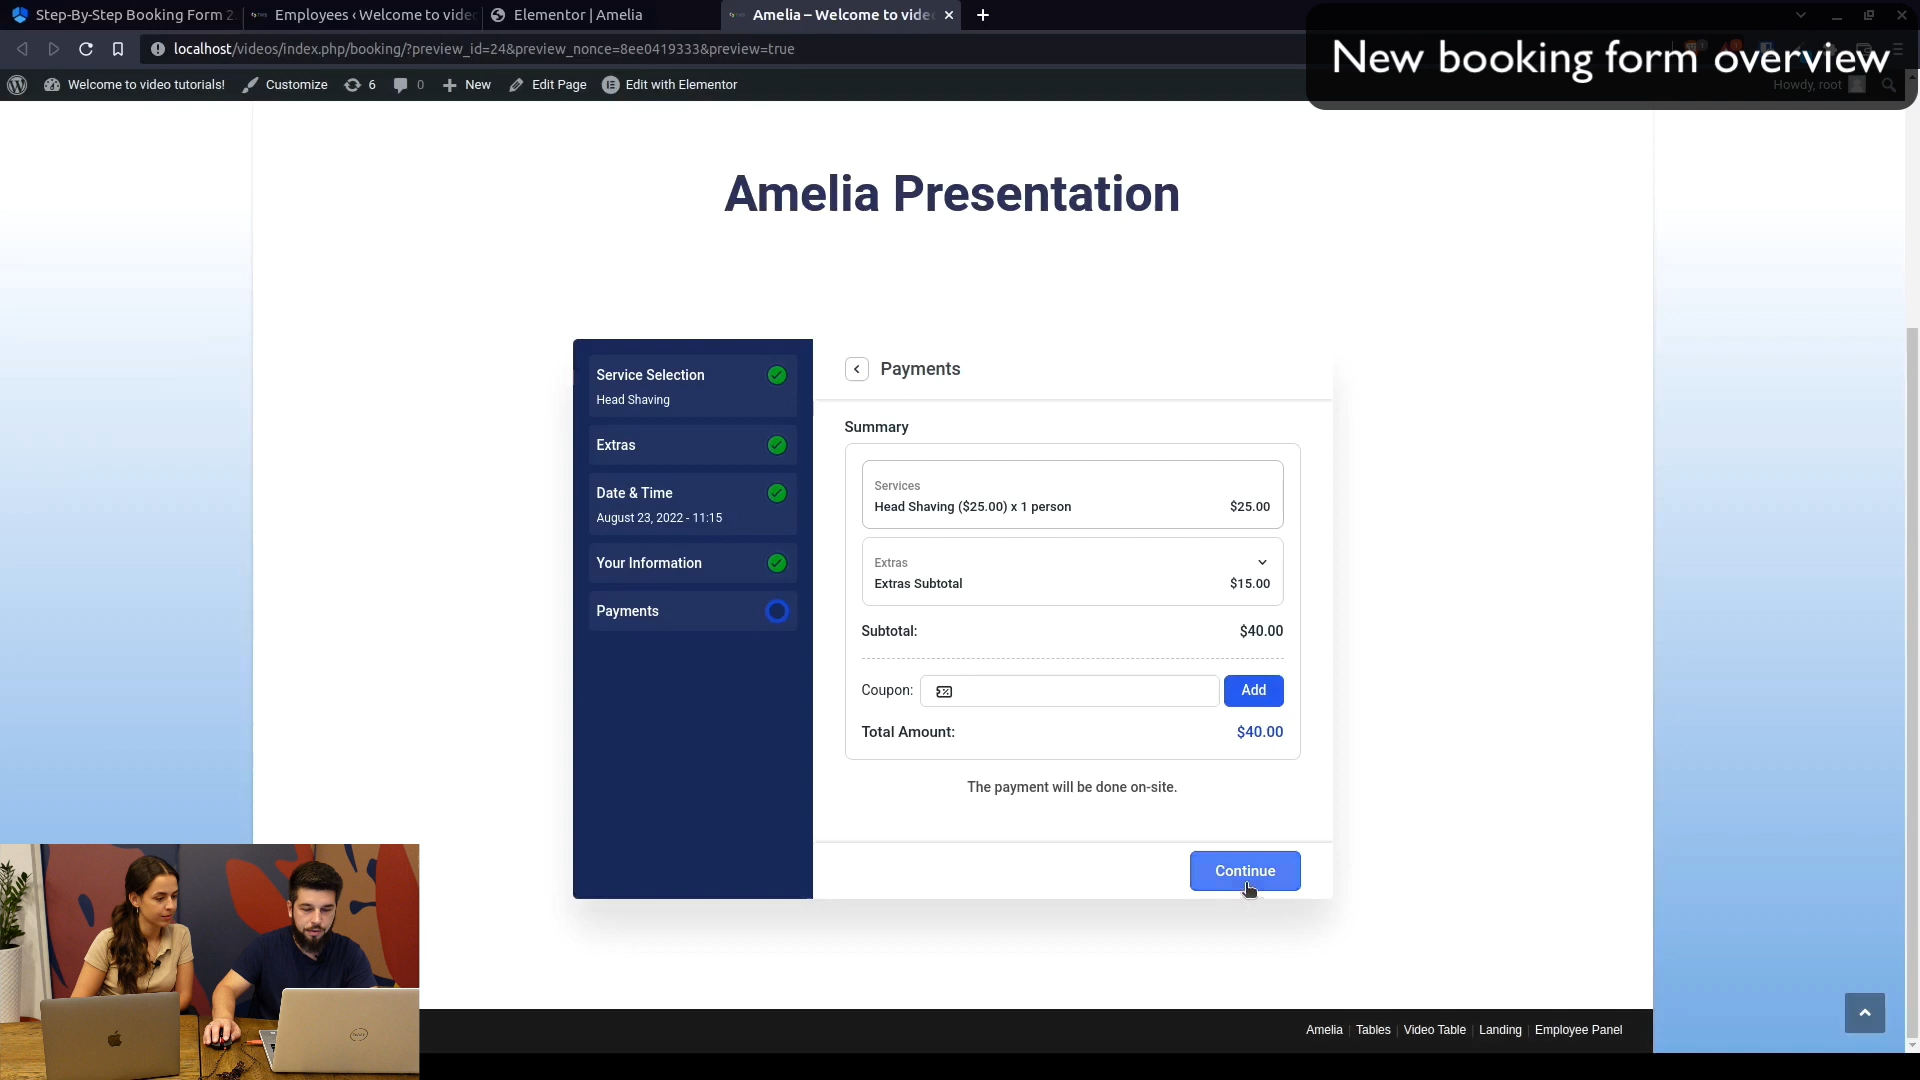 Step-By-Step Booking Form 2
Employees ‹ Welcome to video
Elementor | Amelia
Amelia – Welcome to vide
localhost/videos/index.php/booking/?preview_id=24&preview_nonce=8ee0419333&preview=true
New booking form overview
Welcome to video tutorials!
Customize
6
0
New
Edit Page
Edit with Elementor
Howdy, root
Amelia Presentation
Service Selection
Head Shaving
Extras
Date & Time
August 23, 2022 - 11:15
Your Information
Payments
Payments
Summary
Services
Head Shaving ($25.00) x 1 person $25.00
Extras
Extras Subtotal $15.00
Subtotal: $40.00
Coupon: Add
Total Amount: $40.00
The payment will be done on-site.
Continue
Amelia | Tables | Video Table | Landing | Employee Panel